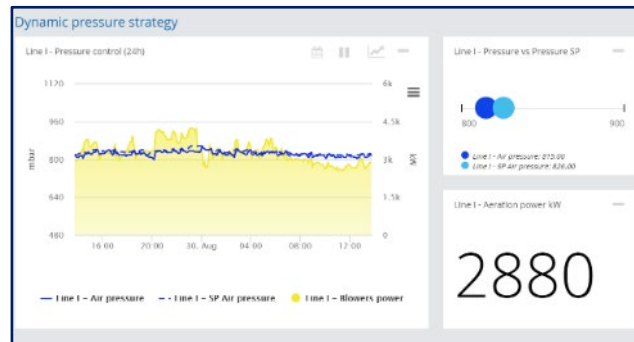 Dynamic pressure strategy
Line I - Pressure control (24h)
1120
960
800
640
480
mbar
6k
4.5k
3k
1.5k
0
kW
16:00 20:00 30. Aug 04:00 08:00 12:00
Line I - Air pressure Line I - SP Air pressure Line I - Blowers power
Line I - Pressure vs Pressure SP
800 900
Line I - Air pressure: 815.00
Line I - SP Air pressure: 826.00
Line I - Aeration power kW
2880